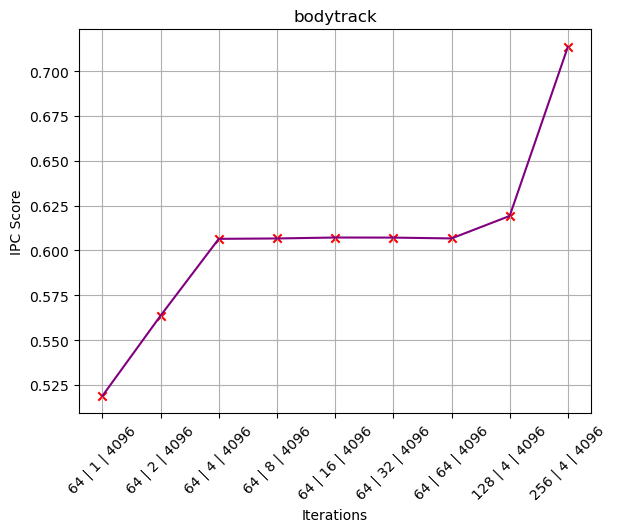 bodytrack
IPC Score
0.700
0.675
0.650
0.625
0.600
0.575
0.550
0.525
64 | 1 | 4096
64 | 2 | 4096
64 | 4 | 4096
64 | 8 | 4096
64 | 16 | 4096
64 | 32 | 4096
64 | 64 | 4096
128 | 4 | 4096
256 | 4 | 4096
Iterations